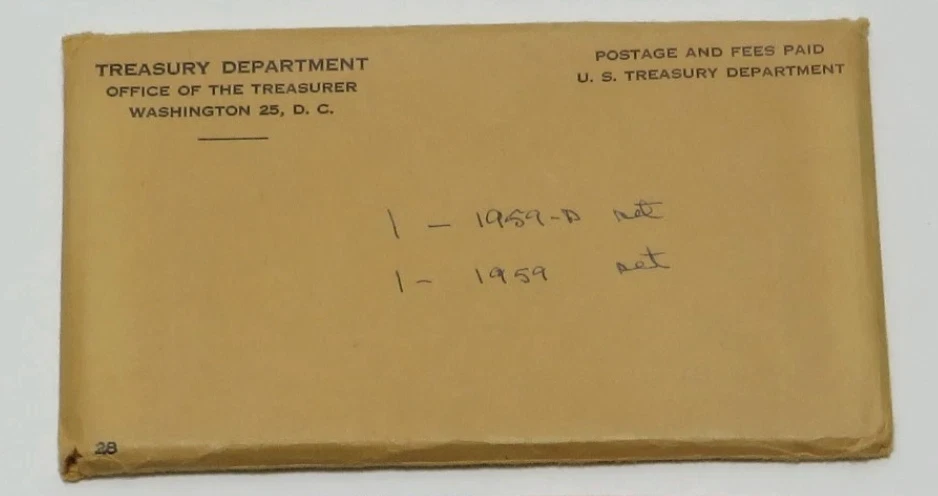 TREASURY DEPARTMENT
OFFICE OF THE TREASURER
WASHINGTON 25, D. C.
POSTAGE AND FEES PAID
U. S. TREASURY DEPARTMENT
1 – 1959-D set
1 – 1959 set
28